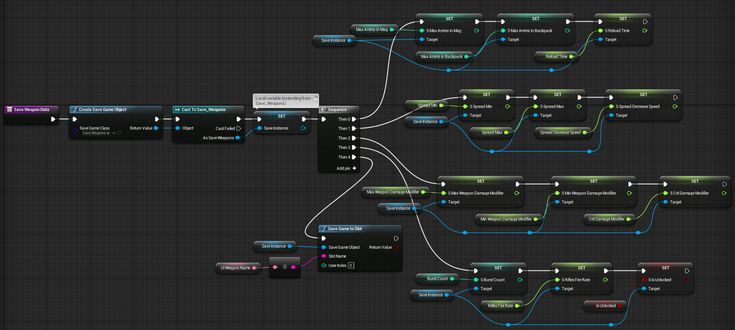 Max Ammo in Mag
SET
S Max Ammo in Mag
Target
SET
S Max Ammo in Backpack
Target
SET
S Reload Time
Target
Save Instance
Max Ammo in Backpack
Reload Time
Save Weapon Data
Create Save Game Object
Save Game Class
Save Weapons
Return Value
Cast To Save_Weapons
Object
Cast Failed
As Save Weapons
Local variable (extending from
Save_Weapons)
SET
Save Instance
Sequence
Then 0
Then 1
Then 2
Then 3
Then 4
Add pin
Spread Min
SET
S Spread Min
Target
SET
S Spread Max
Target
SET
S Spread Decrease Speed
Target
Save Instance
Spread Max
Spread Decrease Speed
Max Weapon Damage Modifier
SET
S Max Weapon Damage Modifier
Target
SET
S Min Weapon Damage Modifier
Target
SET
S Crit Damage Modifier
Target
Save Instance
Min Weapon Damage Modifier
Crit Damage Modifier
Save Game to Slot
Save Game Object
Return Value
Slot Name
User Index 0
Save Instance
UI Weapon Name
Burst Count
SET
S Burst Count
Target
SET
S Rifles Fire Rate
Target
SET
S Is Unlocked
Target
Save Instance
Rifles Fire Rate
Is Unlocked